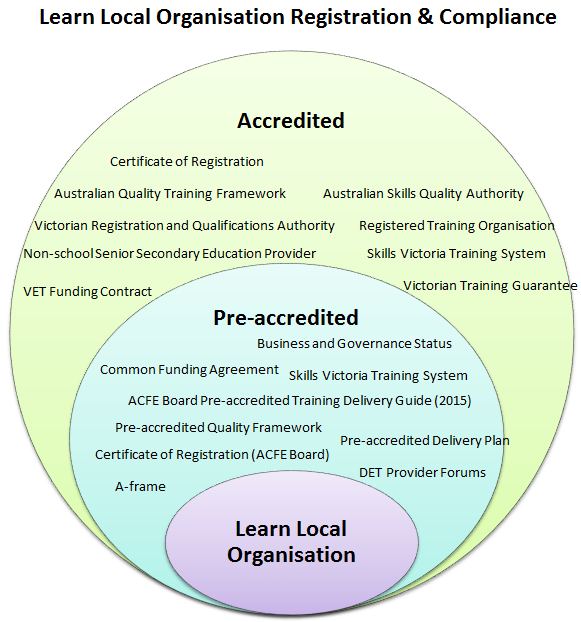 Learn Local Organisation Registration & Compliance
Accredited
Certificate of Registration
Australian Quality Training Framework
Australian Skills Quality Authority
Victorian Registration and Qualifications Authority
Registered Training Organisation
Non-school Senior Secondary Education Provider
Skills Victoria Training System
VET Funding Contract
Victorian Training Guarantee
Pre-accredited
Business and Governance Status
Common Funding Agreement
Skills Victoria Training System
ACFE Board Pre-accredited Training Delivery Guide (2015)
Pre-accredited Quality Framework
Pre-accredited Delivery Plan
Certificate of Registration (ACFE Board)
DET Provider Forums
A-frame
Learn Local
Organisation